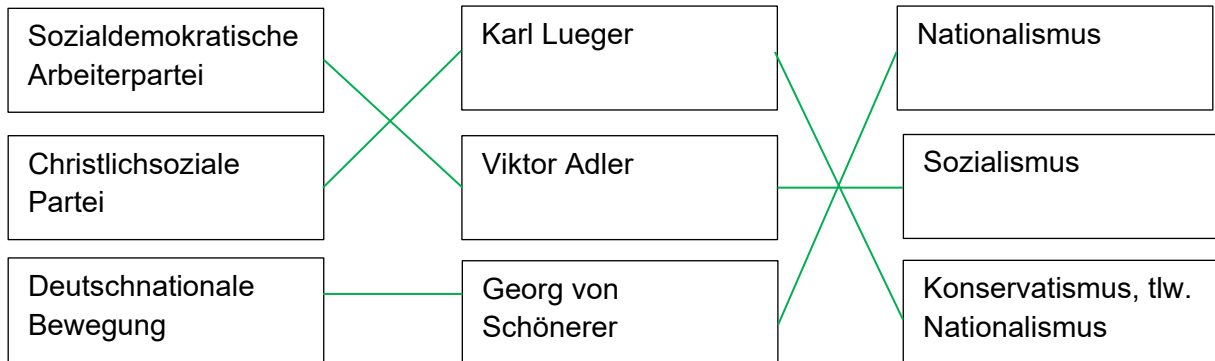 Sozialdemokratische
Arbeiterpartei
Karl Lueger
Nationalismus
Christlichsoziale
Partei
Viktor Adler
Sozialismus
Deutschnationale
Bewegung
Georg von
Schönerer
Konservatismus, tlw.
Nationalismus